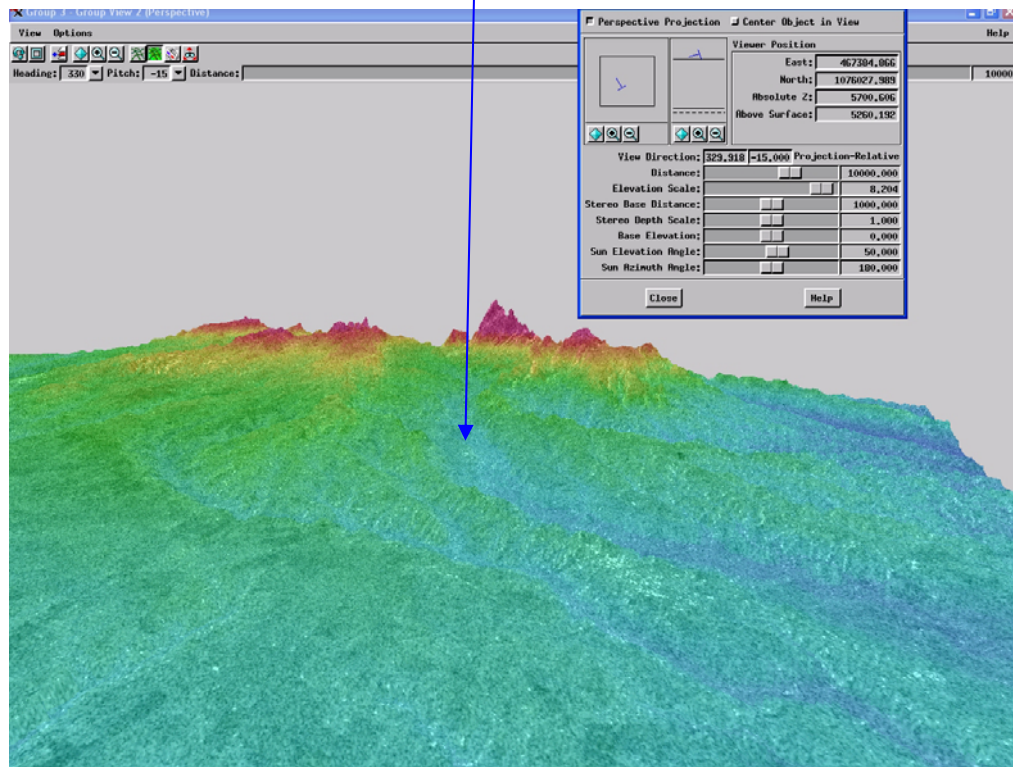 Group 3 - Group View 2 (Perspective)
View Options
Help
Heading: 330 Pitch: -15 Distance:
10000
Perspective Projection Center Object in View
Viewer Position
East: 467384.866
North: 1076027.989
Absolute Z: 5700.606
Above Surface: 5260.192
View Direction: 329.918 -15.000 Projection-Relative
Distance: 10000.000
Elevation Scale: 8.204
Stereo Base Distance: 1000.000
Stereo Depth Scale: 1.000
Base Elevation: 0.000
Sun Elevation Angle: 50.000
Sun Azimuth Angle: 180.000
Close Help